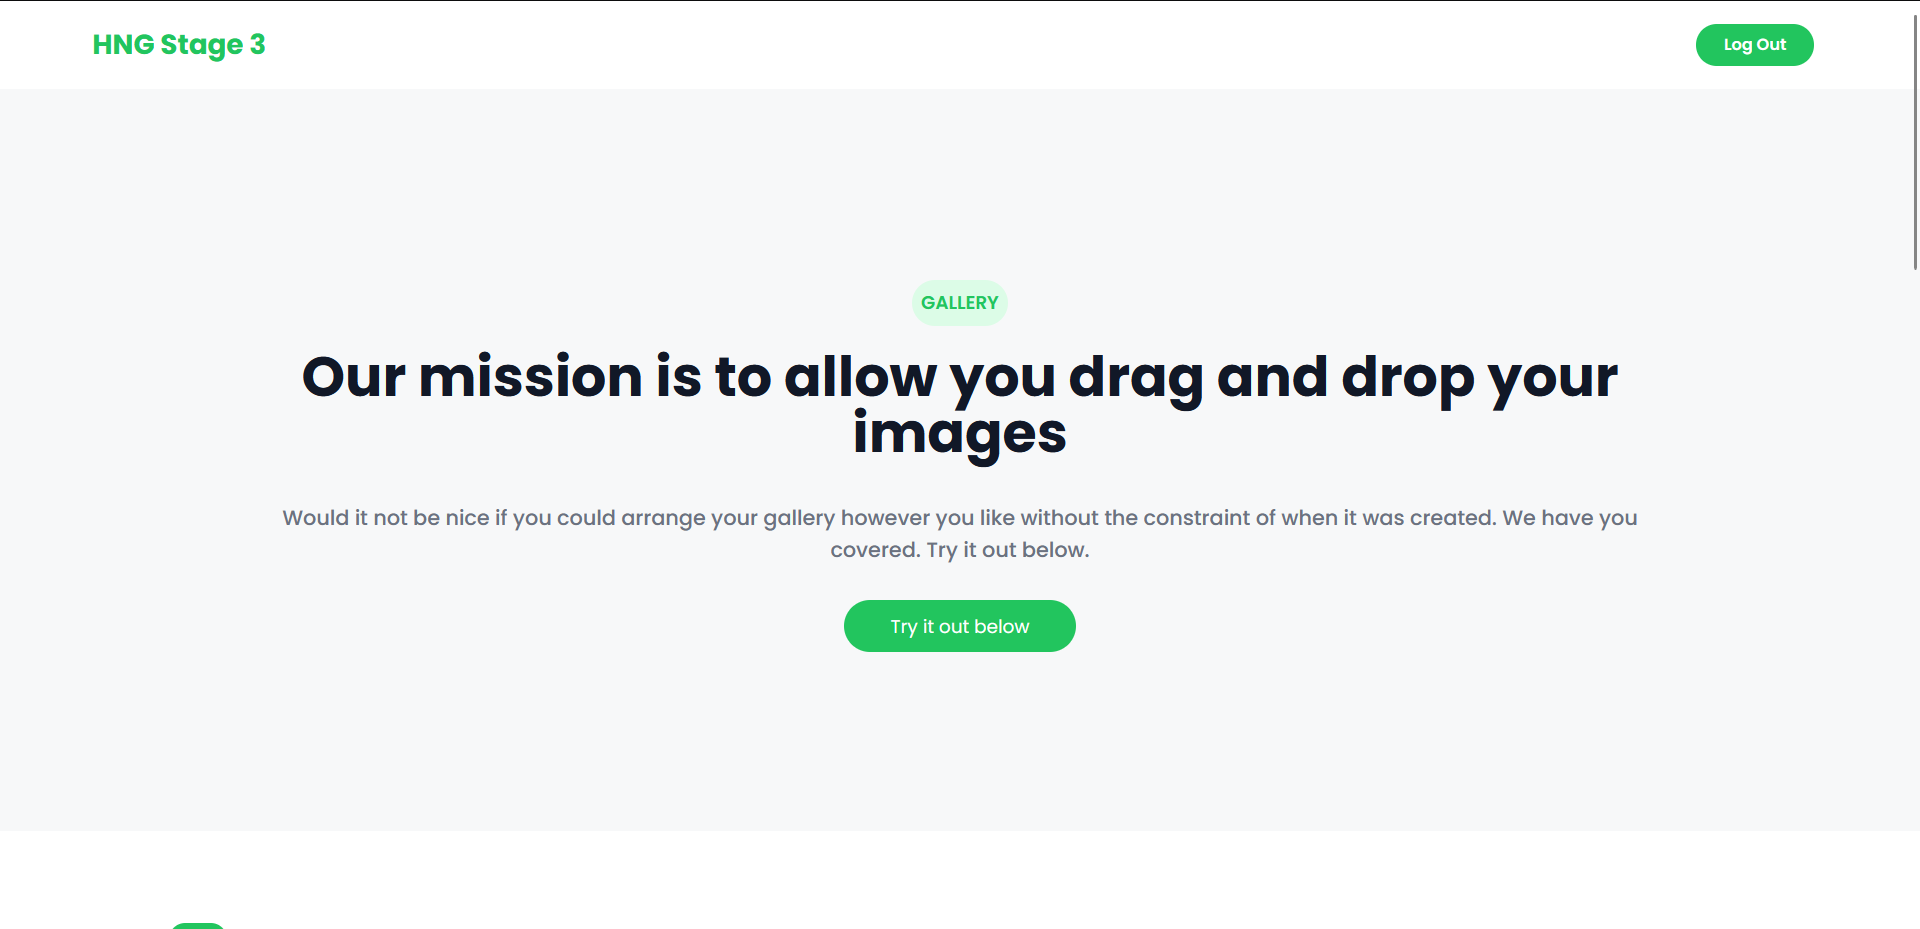 HNG Stage 3
Log Out
GALLERY
Our mission is to allow you drag and drop your
images
Would it not be nice if you could arrange your gallery however you like without the constraint of when it was created. We have you
covered. Try it out below.
Try it out below